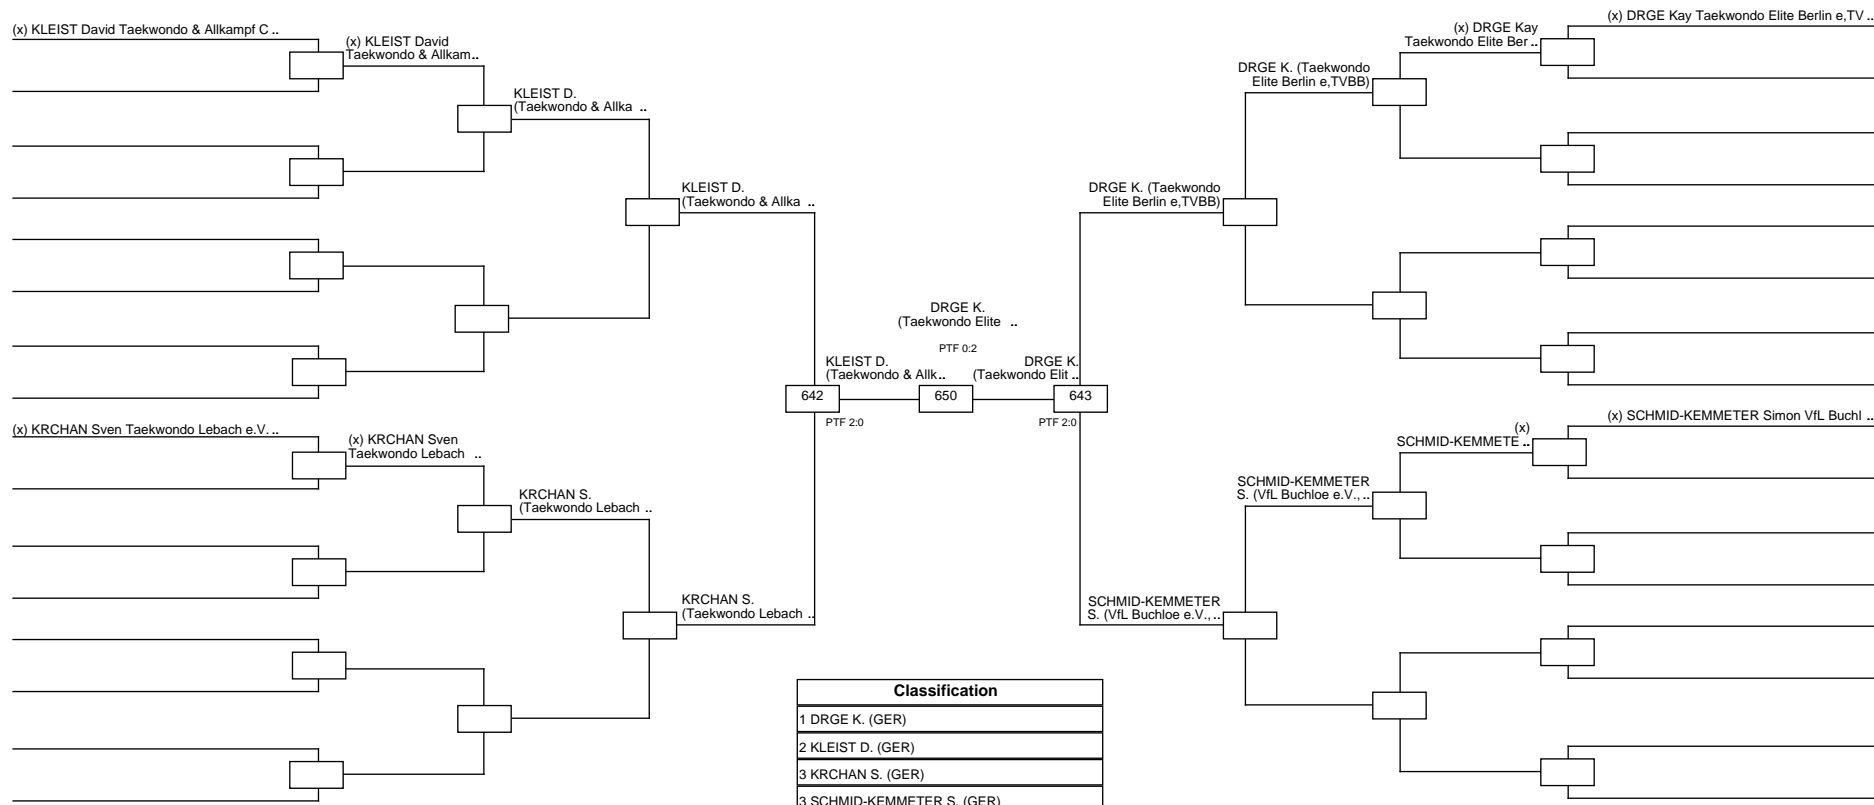 (x) KLEIST David Taekwondo & Allkampf C ..
(x) KLEIST David
Taekwondo & Allkam..
KLEIST D.
(Taekwondo & Allka ..
KLEIST D.
(Taekwondo & Allka ..
(x) KRCHAN Sven Taekwondo Lebach e.V. ..
(x) KRCHAN Sven
Taekwondo Lebach ..
KRCHAN S.
(Taekwondo Lebach ..
KRCHAN S.
(Taekwondo Lebach ..
KLEIST D.
(Taekwondo & Allk..
642
PTF 2:0
DRGE K.
(Taekwondo Elite ..
PTF 0:2
650
DRGE K.
(Taekwondo Elit ..
643
PTF 2:0
DRGE K. (Taekwondo
Elite Berlin e,TVBB)
DRGE K. (Taekwondo
Elite Berlin e,TVBB)
(x) DRGE Kay
Taekwondo Elite Ber ..
(x) DRGE Kay Taekwondo Elite Berlin e,TV ..
SCHMID-KEMMETER
S. (VfL Buchloe e.V., ..
SCHMID-KEMMETER
S. (VfL Buchloe e.V., ..
(x)
SCHMID-KEMMETE ..
(x) SCHMID-KEMMETER Simon VfL Buchl ..
Classification
1 DRGE K. (GER)
2 KLEIST D. (GER)
3 KRCHAN S. (GER)
3 SCHMID-KEMMETER S. (GER)